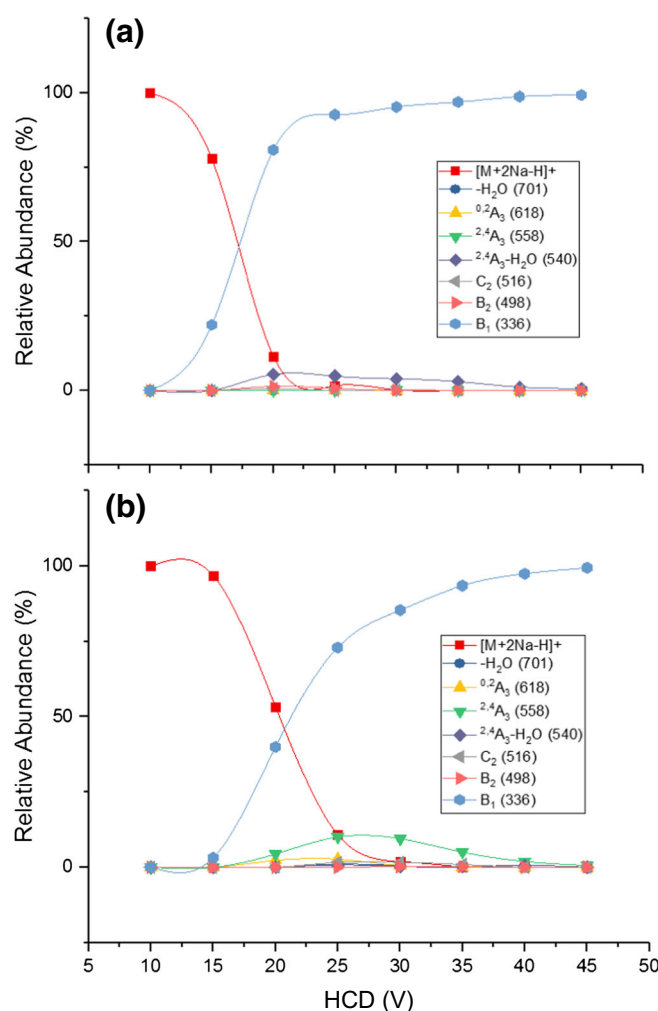 (a)
100
50
0
Relative Abundance (%)
[M+2Na-H]+
-H₂O (701)
⁰,²A₃ (618)
²,⁴A₃ (558)
²,⁴A₃-H₂O (540)
C₂ (516)
B₂ (498)
B₁ (336)
(b)
100
50
0
Relative Abundance (%)
[M+2Na-H]+
-H₂O (701)
⁰,²A₃ (618)
²,⁴A₃ (558)
²,⁴A₃-H₂O (540)
C₂ (516)
B₂ (498)
B₁ (336)
5 10 15 20 25 30 35 40 45 50
HCD (V)